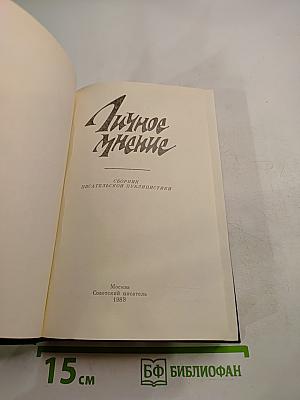 Личное
мнение
СБОРНИК
ПИСАТЕЛЬСКОЙ ПУБЛИЦИСТИКИ
Москва
Советский писатель
1988
15 см
БФ БИБЛИОФАН